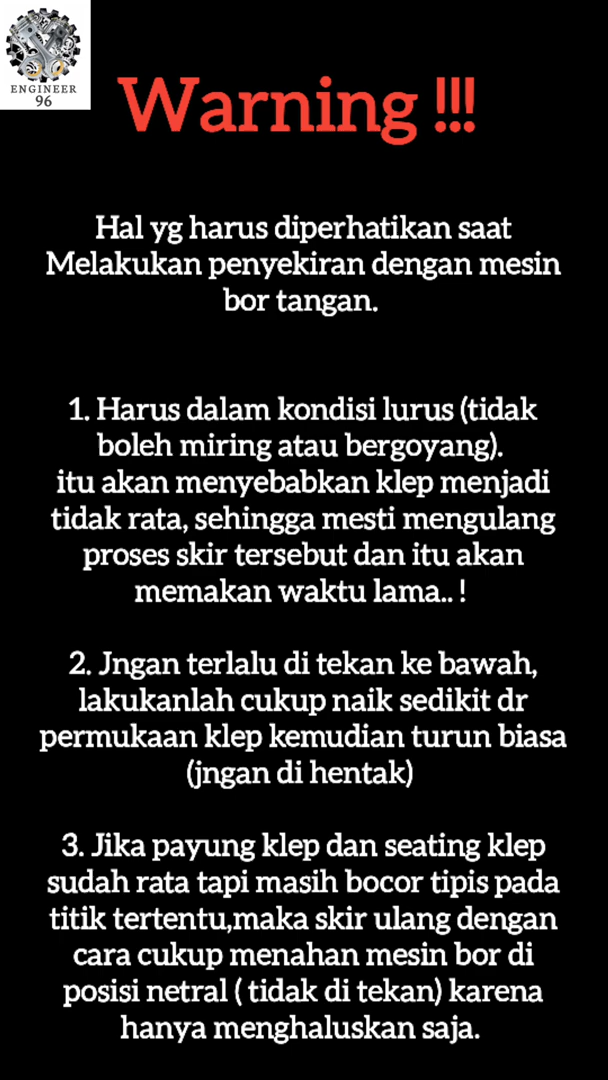 ENGINEER
96
Warning !!!
Hal yg harus diperhatikan saat
Melakukan penyekiran dengan mesin
bor tangan.
1. Harus dalam kondisi lurus (tidak
boleh miring atau bergoyang).
itu akan menyebabkan klep menjadi
tidak rata, sehingga mesti mengulang
proses skir tersebut dan itu akan
memakan waktu lama.. !
2. Jngan terlalu di tekan ke bawah,
lakukanlah cukup naik sedikit dr
permukaan klep kemudian turun biasa
(jngan di hentak)
3. Jika payung klep dan seating klep
sudah rata tapi masih bocor tipis pada
titik tertentu,maka skir ulang dengan
cara cukup menahan mesin bor di
posisi netral ( tidak di tekan) karena
hanya menghaluskan saja.